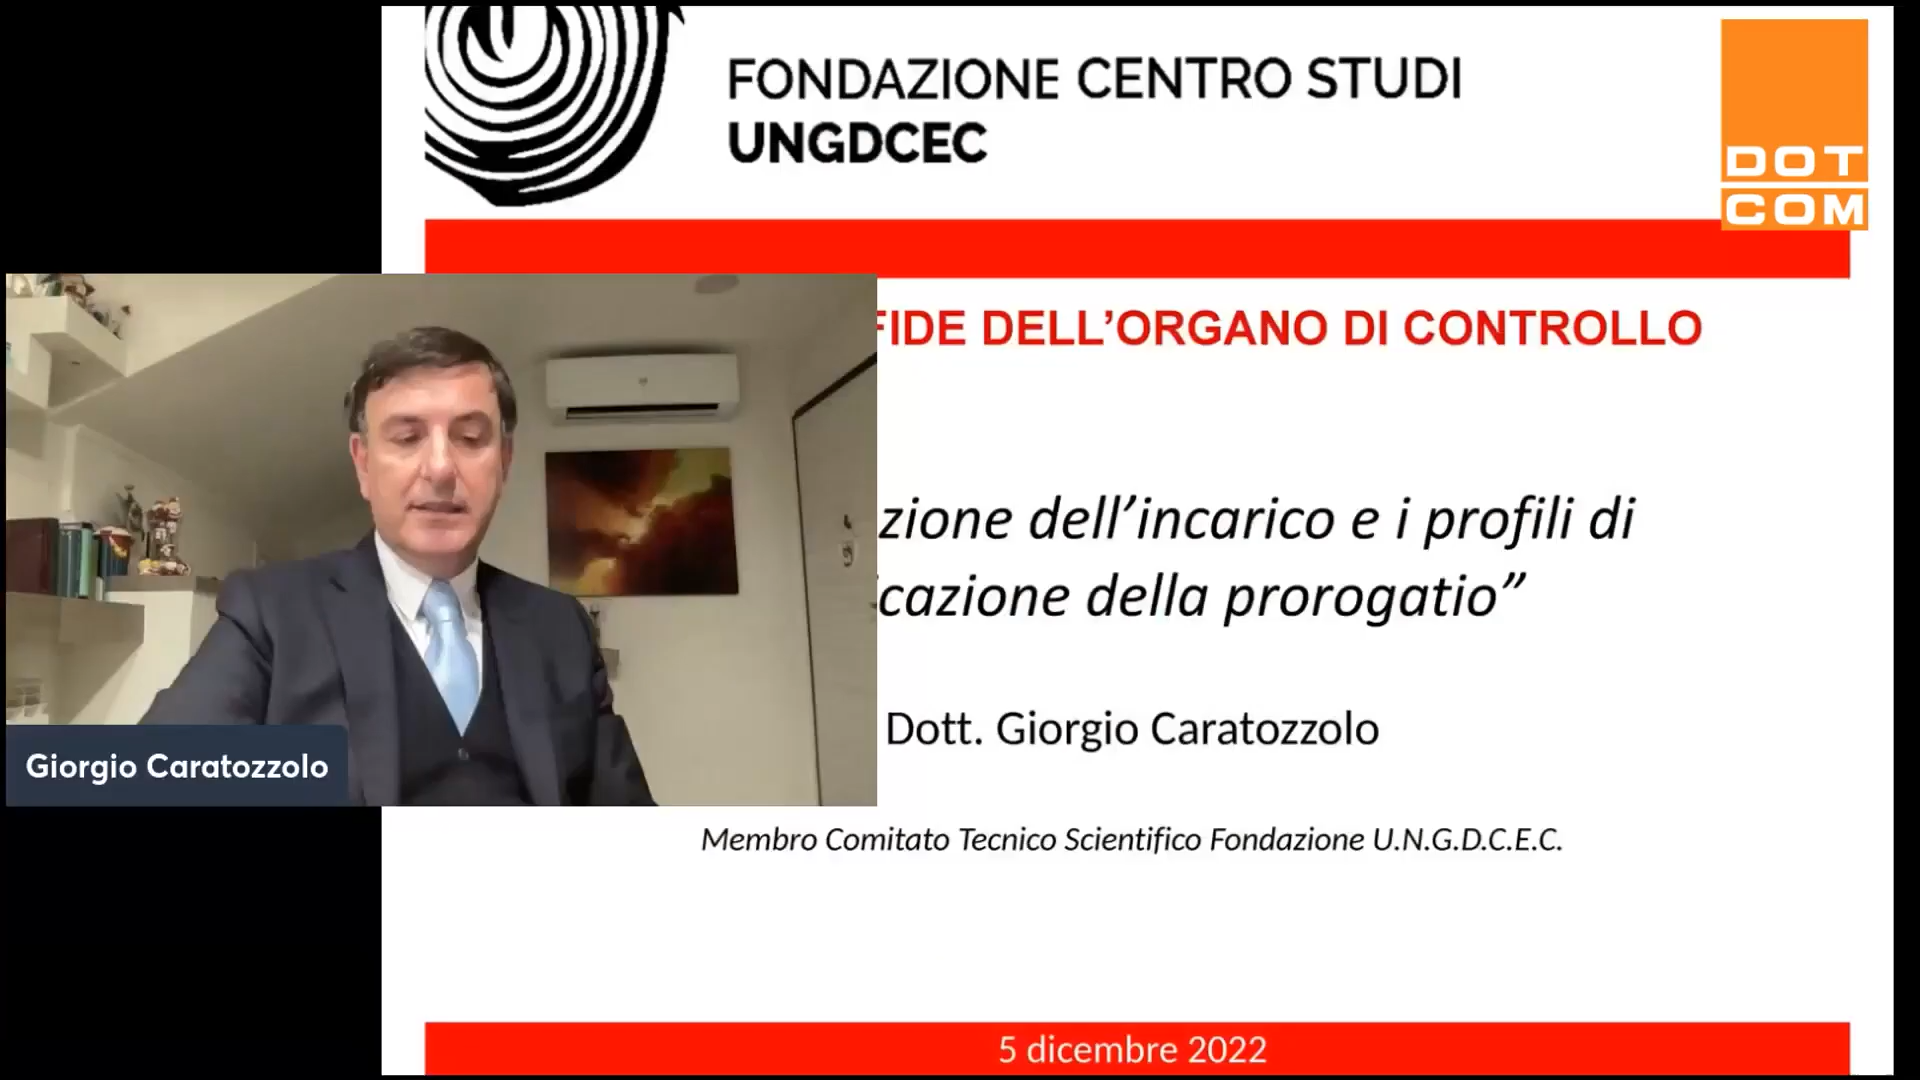 FONDAZIONE CENTRO STUDI
UNGDCEC
DOT
COM
FIDE DELL’ORGANO DI CONTROLLO
zione dell’incarico e i profili di
cazione della prorogatio”
Dott. Giorgio Caratozzolo
Giorgio Caratozzolo
Membro Comitato Tecnico Scientifico Fondazione U.N.G.D.C.E.C.
5 dicembre 2022